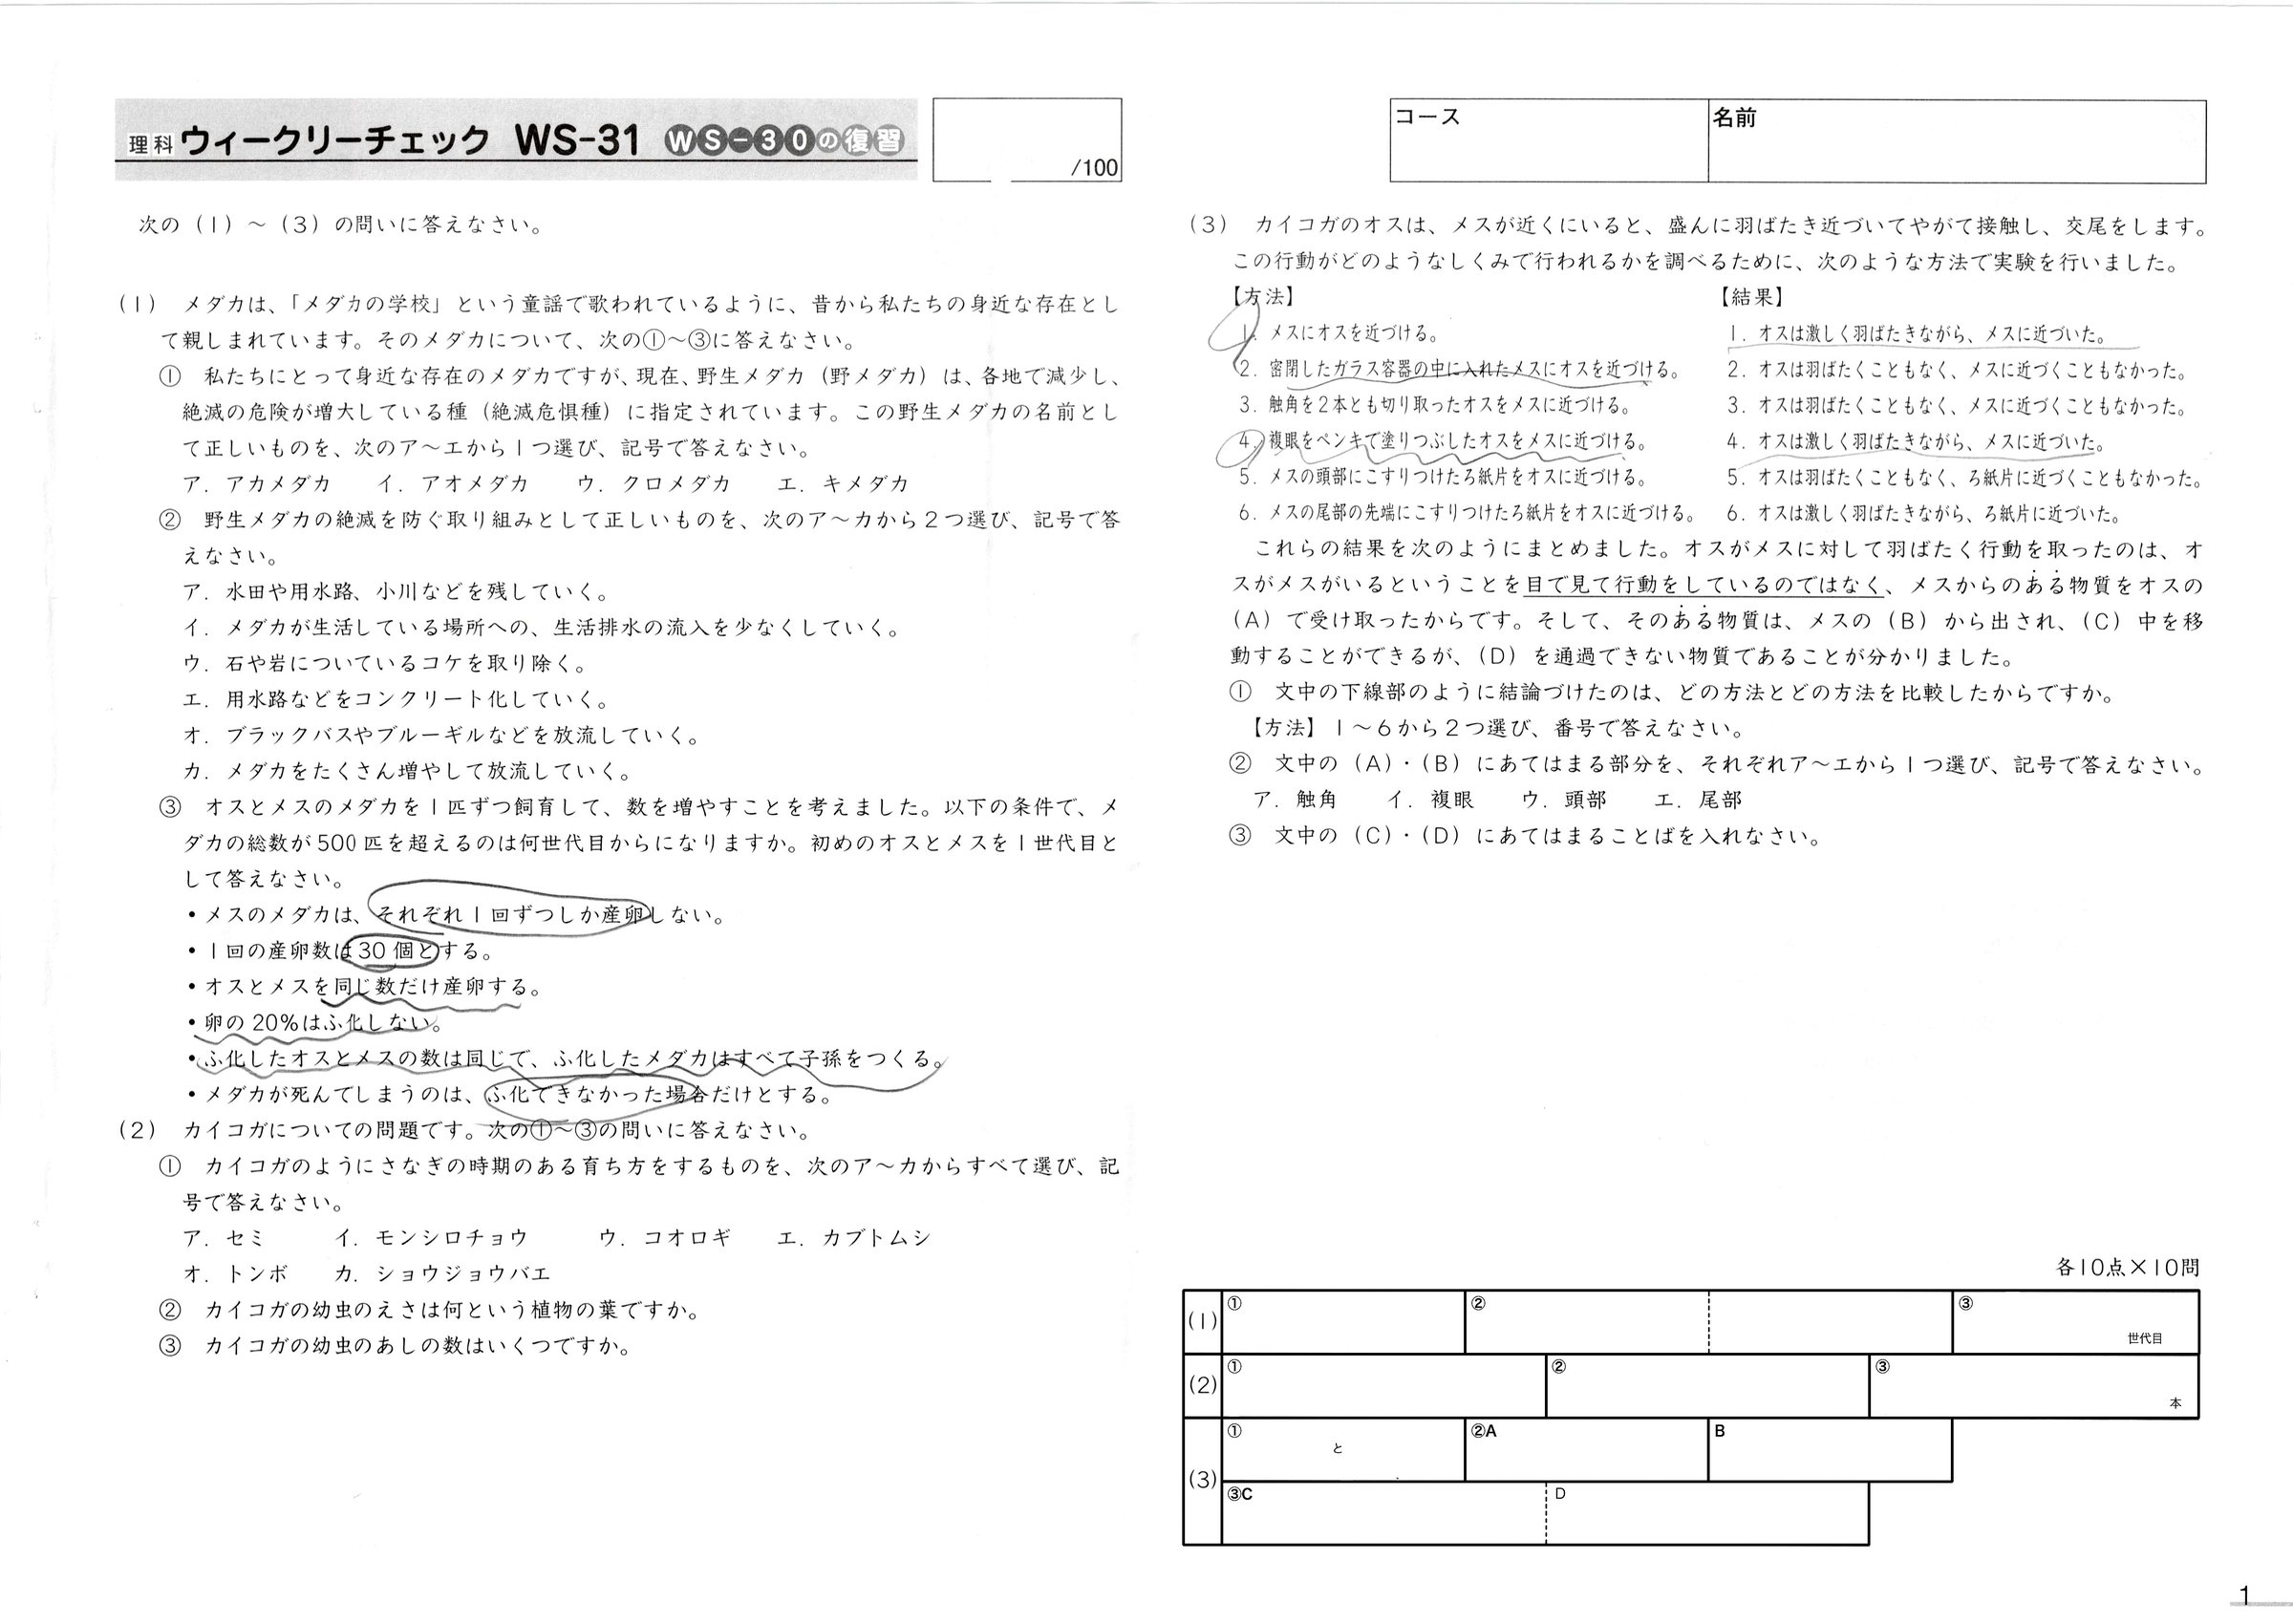 理科 ウィークリーチェック WS-31 WS-30の復習
/100
コース
名前
次の(1)～(3)の問いに答えなさい。
(1) メダカは、「メダカの学校」という童謡で歌われているように、昔から私たちの身近な存在とし
て親しまれています。そのメダカについて、次の①～③に答えなさい。
① 私たちにとって身近な存在のメダカですが、現在、野生メダカ(野メダカ)は、各地で減少し、
絶滅の危険が増大している種(絶滅危惧種)に指定されています。この野生メダカの名前とし
て正しいものを、次のア～エから1つ選び、記号で答えなさい。
ア. アカメダカ イ. アオメダカ ウ. クロメダカ エ. キメダカ
② 野生メダカの絶滅を防ぐ取り組みとして正しいものを、次のア～カから2つ選び、記号で答
えなさい。
ア. 水田や用水路、小川などを残していく。
イ. メダカが生活している場所への、生活排水の流入を少なくしていく。
ウ. 石や岩についているコケを取り除く。
エ. 用水路などをコンクリート化していく。
オ. ブラックバスやブルーギルなどを放流していく。
カ. メダカをたくさん増やして放流していく。
③ オスとメスのメダカを1匹ずつ飼育して、数を増やすことを考えました。以下の条件で、メ
ダカの総数が500匹を超えるのは何世代目からになりますか。初めのオスとメスを1世代目と
して答えなさい。
・メスのメダカは、それぞれ1回ずつしか産卵しない。
・1回の産卵数は30個とする。
・オスとメスを同じ数だけ産卵する。
・卵の20%はふ化しない。
・ふ化したオスとメスの数は同じで、ふ化したメダカはすべて子孫をつくる。
・メダカが死んでしまうのは、ふ化できなかった場合だけとする。
(2) カイコガについての問題です。次の①～③の問いに答えなさい。
① カイコガのようにさなぎの時期のある育ち方をするものを、次のア～カからすべて選び、記
号で答えなさい。
ア. セミ イ. モンシロチョウ ウ. コオロギ エ. カブトムシ
オ. トンボ カ. ショウジョウバエ
② カイコガの幼虫のえさは何という植物の葉ですか。
③ カイコガの幼虫のあしの数はいくつですか。
(3) カイコガのオスは、メスが近くにいると、盛んに羽ばたき近づいてやがて接触し、交尾をします。
この行動がどのようなしくみで行われるかを調べるために、次のような方法で実験を行いました。
【方法】 【結果】
1. メスにオスを近づける。 1. オスは激しく羽ばたきながら、メスに近づいた。
2. 密閉したガラス容器の中に入れたメスにオスを近づける。 2. オスは羽ばたくこともなく、メスに近づくこともなかった。
3. 触角を2本とも切り取ったオスをメスに近づける。 3. オスは羽ばたくこともなく、メスに近づくこともなかった。
4. 複眼をペンキで塗りつぶしたオスをメスに近づける。 4. オスは激しく羽ばたきながら、メスに近づいた。
5. メスの頭部にこすりつけたろ紙片をオスに近づける。 5. オスは羽ばたくこともなく、ろ紙片に近づくこともなかった。
6. メスの尾部の先端にこすりつけたろ紙片をオスに近づける。 6. オスは激しく羽ばたきながら、ろ紙片に近づいた。
これらの結果を次のようにまとめました。オスがメスに対して羽ばたく行動を取ったのは、オ
スがメスがいるということを目で見て行動をしているのではなく、メスからのある物質をオスの
(A)で受け取ったからです。そして、そのある物質は、メスの(B)から出され、(C)中を移
動することができるが、(D)を通過できない物質であることが分かりました。
① 文中の下線部のように結論づけたのは、どの方法とどの方法を比較したからですか。
【方法】1～6から2つ選び、番号で答えなさい。
② 文中の(A)・(B)にあてはまる部分を、それぞれア～エから1つ選び、記号で答えなさい。
ア. 触角 イ. 複眼 ウ. 頭部 エ. 尾部
③ 文中の(C)・(D)にあてはまることばを入れなさい。
各10点×10問
(1) ① ② ③ 世代目
(2) ① ② ③ 本
(3) ① と ②A B
③C D
1